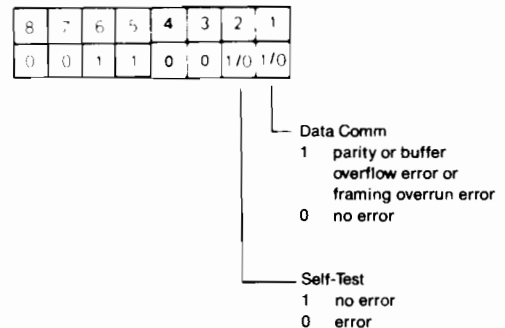 8 7 6 5 4 3 2 1
0 0 1 1 0 0 1/0 1/0
Data Comm
1 parity or buffer
overflow error or
framing overrun error
0 no error
Self-Test
1 no error
0 error